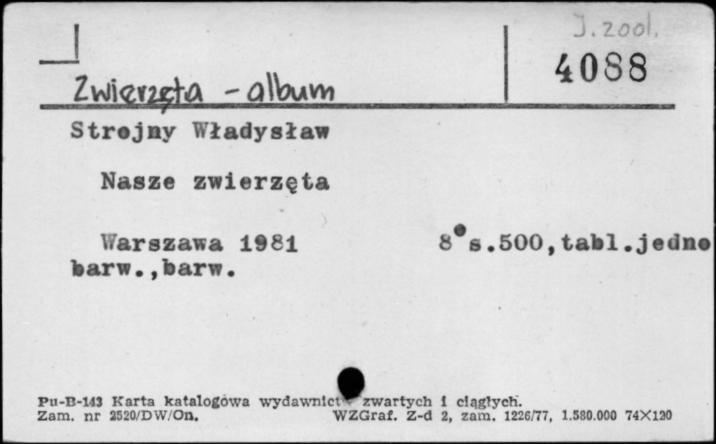 J. zool.
4088
Zwierzęta - album
Strojny Władysław
Nasze zwierzęta
Warszawa 1981 8° s.500,tabl.jedno
barw.,barw.
Pu-B-143 Karta katalogowa wydawnictw zwartych i ciągłych.
Zam. nr 2520/DW/On. WZGraf. Z-d 2, zam. 1226/77, 1.580.000 74X120